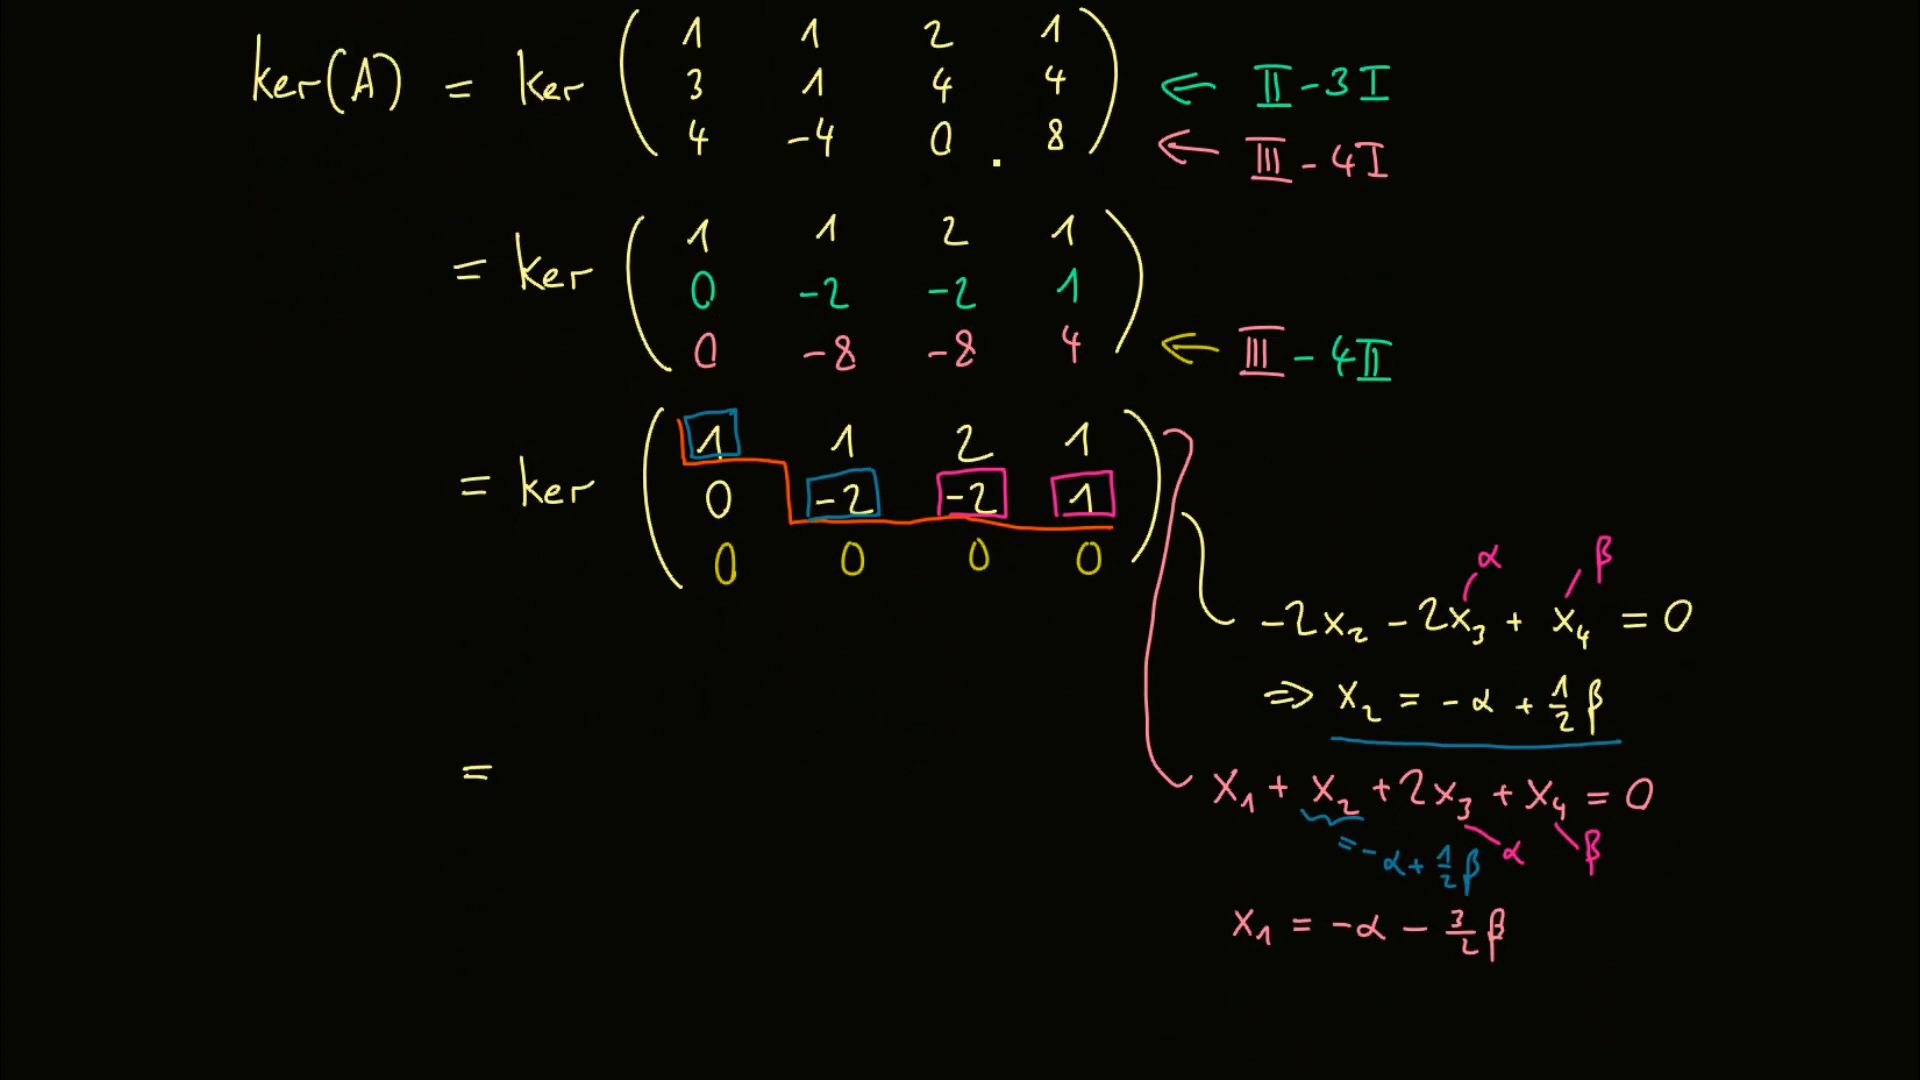 ker(A) = ker ( 1 1 2 1
3 1 4 4 ← II - 3I
4 -4 0 . 8 ) ← III - 4I
= ker ( 1 1 2 1
0 -2 -2 1
0 -8 -8 4 ) ← III - 4II
= ker ( 1 1 2 1
0 -2 -2 1
0 0 0 0 )
α β
-2x₂ - 2x₃ + x₄ = 0
⇒ x₂ = -α + ½β
=
x₁ + x₂ + 2x₃ + x₄ = 0
= -α + ½β α β
x₁ = -α - 3/2 β